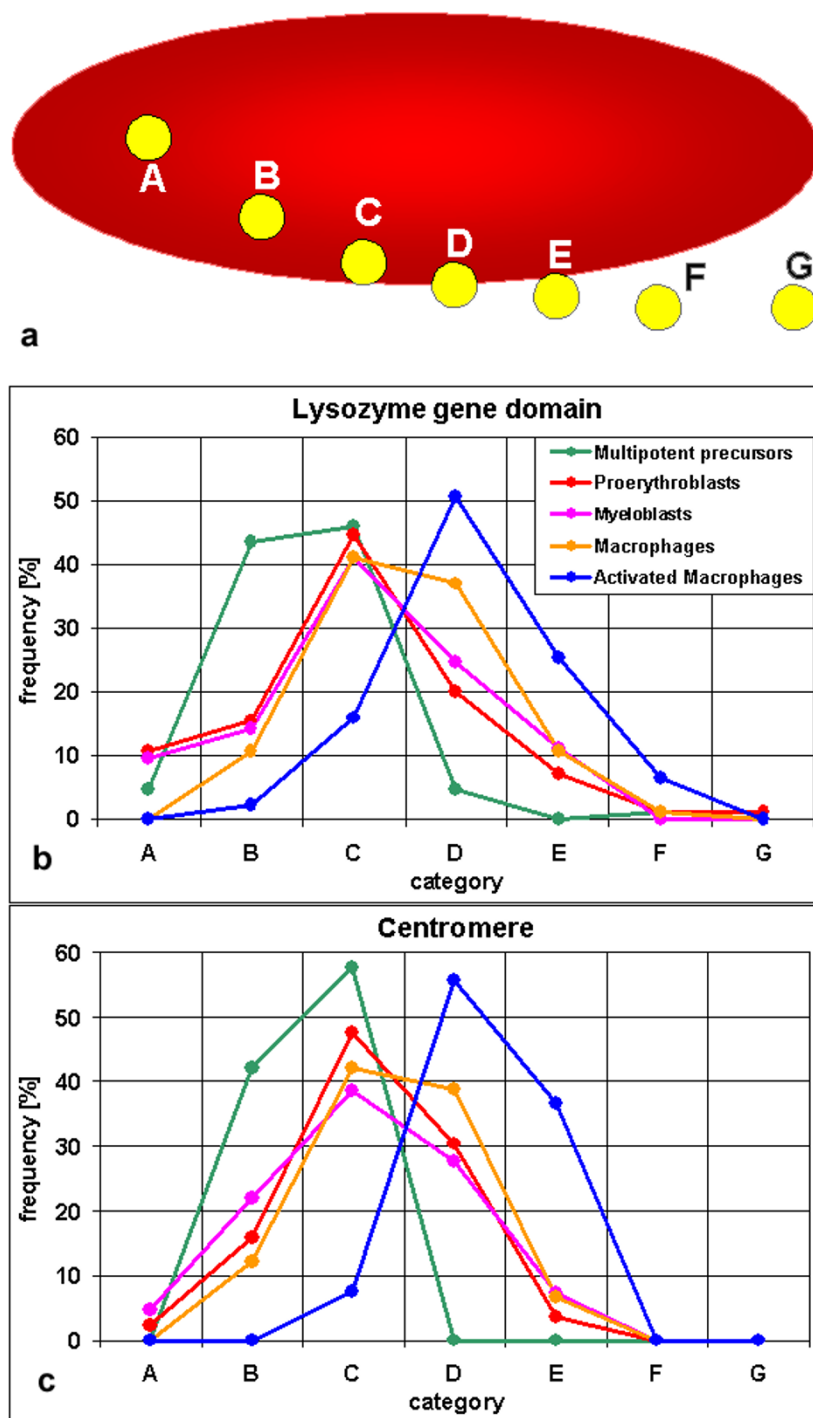 A
B
C
D
E
F
G
a
Lysozyme gene domain
60
50
40
30
20
10
0
frequency [%]
Multipotent precursors
Proerythroblasts
Myeloblasts
Macrophages
Activated Macrophages
A B C D E F G
category
b
Centromere
60
50
40
30
20
10
0
frequency [%]
A B C D E F G
category
c